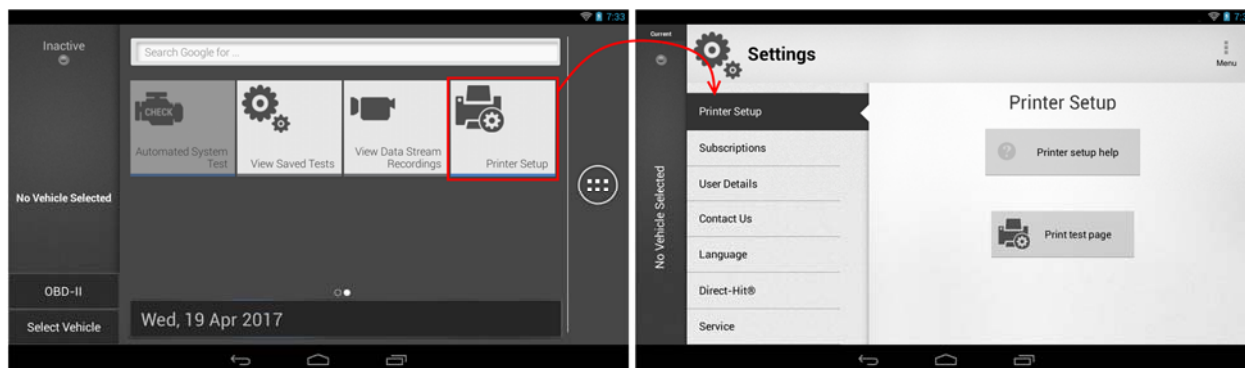 7:33
Inactive
Search Google for ...
CHECK
Automated System
Test
View Saved Tests
View Data Stream
Recordings
Printer Setup
No Vehicle Selected
OBD-II
Select Vehicle
Wed, 19 Apr 2017
Current
No Vehicle Selected
Settings
Menu
Printer Setup
Subscriptions
User Details
Contact Us
Language
Direct-Hit®
Service
Printer Setup
Printer setup help
Print test page